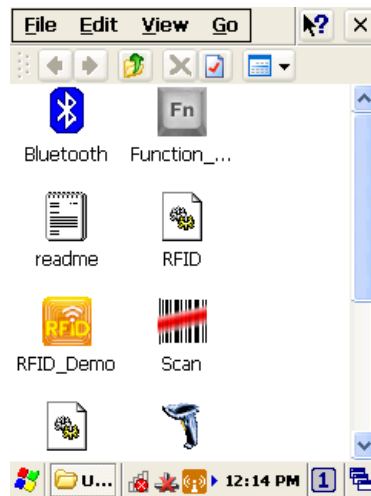 File Edit View Go
Bluetooth Function_...
Fn
readme RFID
RFID
RFID_Demo Scan
U... 12:14 PM 1